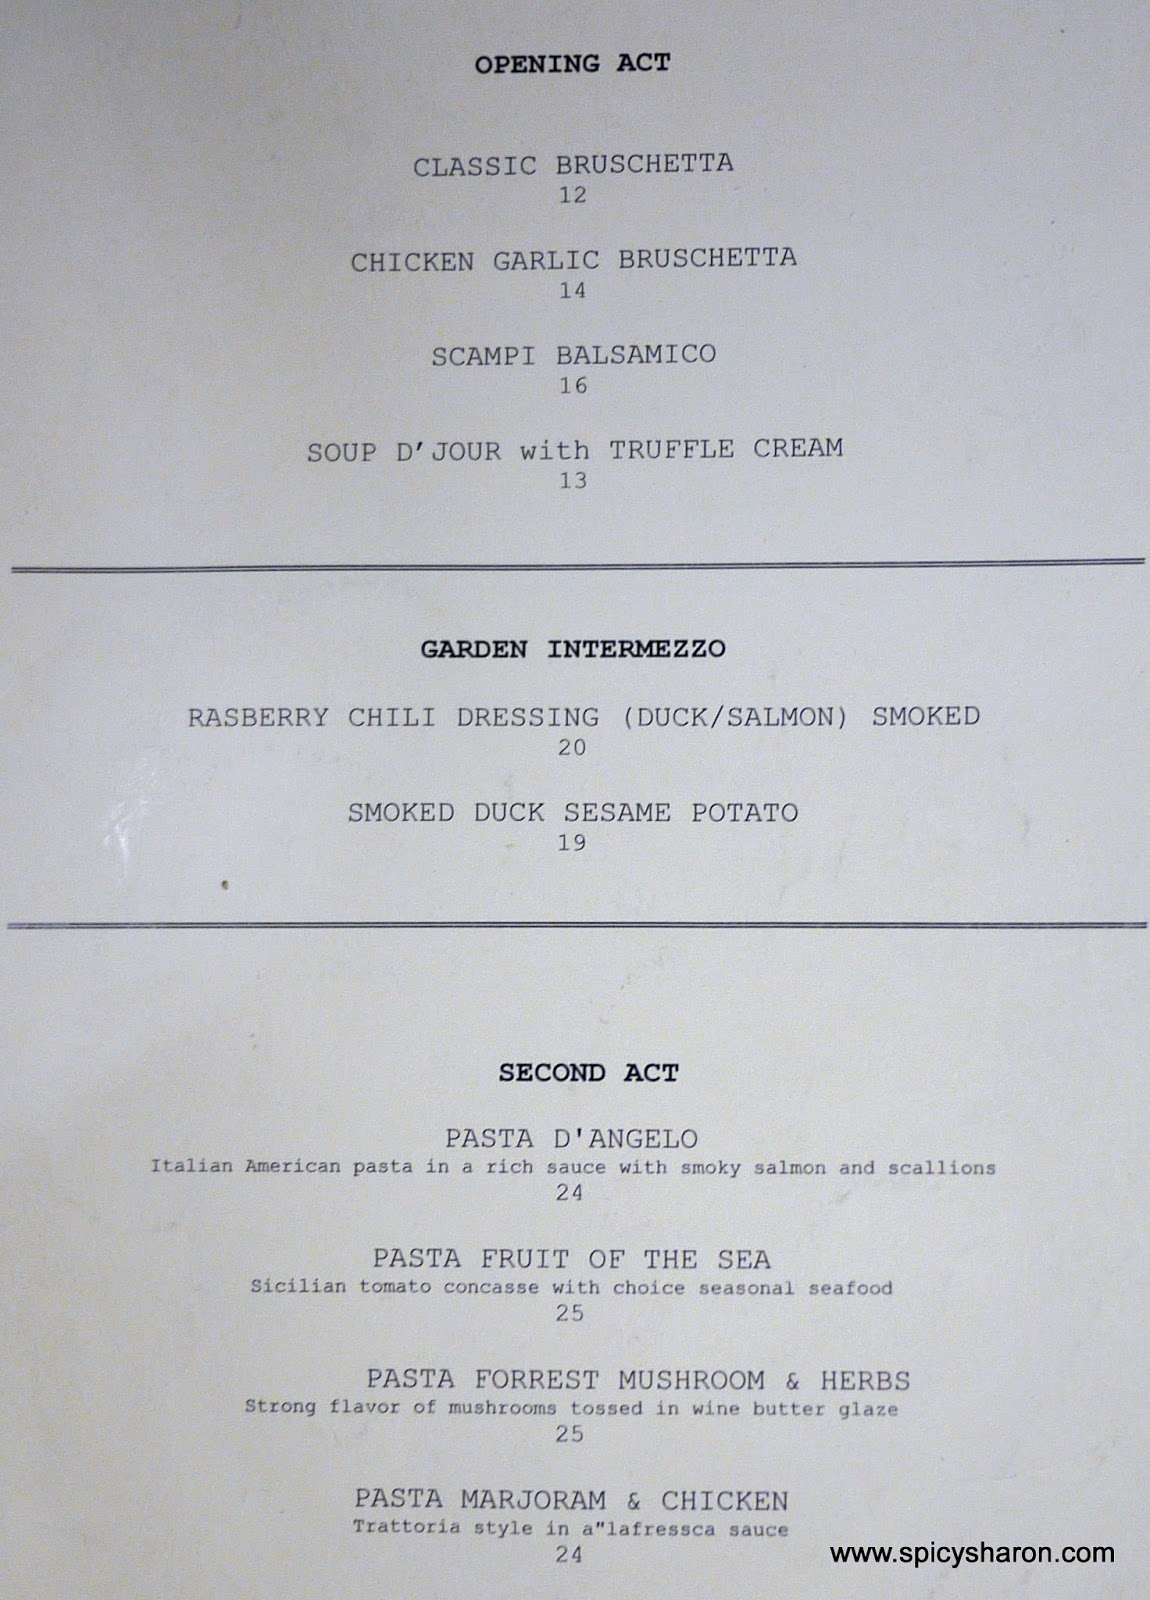 OPENING ACT
CLASSIC BRUSCHETTA
12
CHICKEN GARLIC BRUSCHETTA
14
SCAMPI BALSAMICO
16
SOUP D'JOUR with TRUFFLE CREAM
13
GARDEN INTERMEZZO
RASBERRY CHILI DRESSING (DUCK/SALMON) SMOKED
20
SMOKED DUCK SESAME POTATO
19
SECOND ACT
PASTA D'ANGELO
Italian American pasta in a rich sauce with smoky salmon and scallions
24
PASTA FRUIT OF THE SEA
Sicilian tomato concasse with choice seasonal seafood
25
PASTA FORREST MUSHROOM & HERBS
Strong flavor of mushrooms tossed in wine butter glaze
25
PASTA MARJORAM & CHICKEN
Trattoria style in a"lafressca sauce
24
www.spicysharon.com